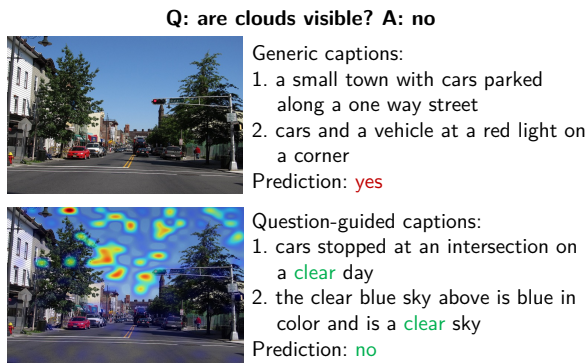 Q: are clouds visible? A: no
Generic captions:
1. a small town with cars parked
along a one way street
2. cars and a vehicle at a red light on
a corner
Prediction: yes
Question-guided captions:
1. cars stopped at an intersection on
a clear day
2. the clear blue sky above is blue in
color and is a clear sky
Prediction: no